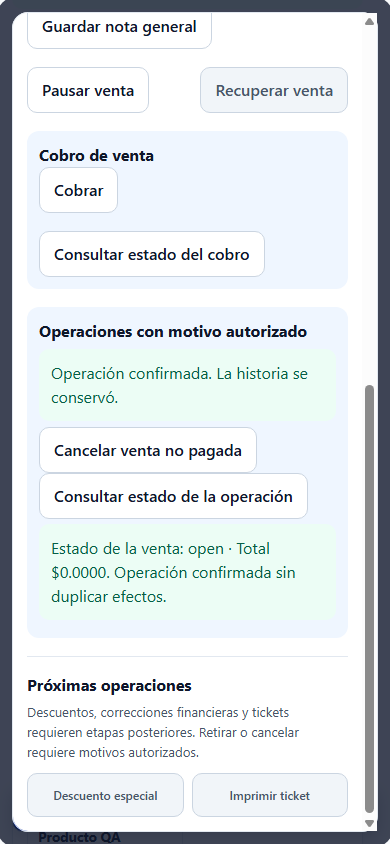 Guardar nota general
Pausar venta
Recuperar venta
Cobro de venta
Cobrar
Consultar estado del cobro
Operaciones con motivo autorizado
Operación confirmada. La historia se
conservó.
Cancelar venta no pagada
Consultar estado de la operación
Estado de la venta: open · Total
$0.0000. Operación confirmada sin
duplicar efectos.
Próximas operaciones
Descuentos, correcciones financieras y tickets
requieren etapas posteriores. Retirar o cancelar
requiere motivos autorizados.
Descuento especial
Imprimir ticket
Producto QA